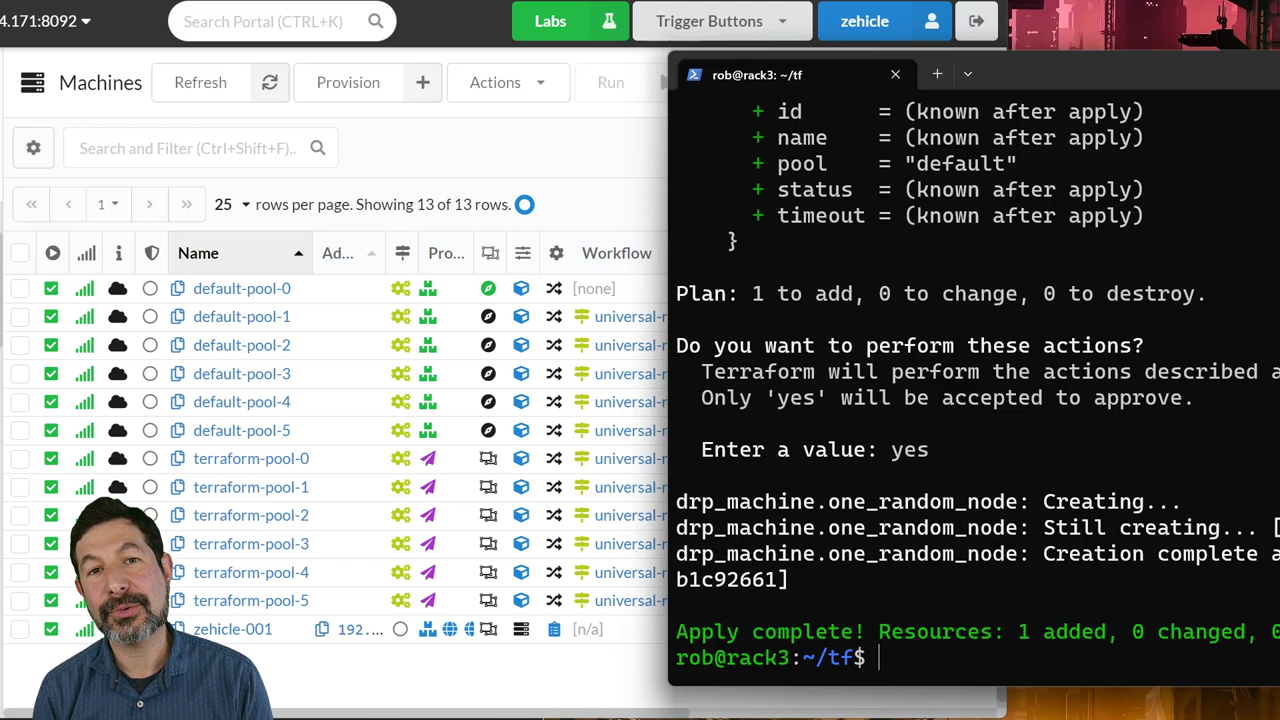 4.171:8092
Search Portal (CTRL+K)
Labs
Trigger Buttons
zehicle
Machines
Refresh
Provision
Actions
Run
Search and Filter (Ctrl+Shift+F)..
1
25 rows per page. Showing 13 of 13 rows.
Name
Ad...
Pro...
Workflow
default-pool-0
[none]
default-pool-1
universal-r
default-pool-2
universal-r
default-pool-3
universal-r
default-pool-4
universal-r
default-pool-5
universal-r
terraform-pool-0
universal-r
terraform-pool-1
universal-r
terraform-pool-2
universal-r
terraform-pool-3
universal-r
terraform-pool-4
universal-r
terraform-pool-5
universal-r
zehicle-001
192....
[n/a]
rob@rack3: ~/tf
+ id = (known after apply)
+ name = (known after apply)
+ pool = "default"
+ status = (known after apply)
+ timeout = (known after apply)
}
Plan: 1 to add, 0 to change, 0 to destroy.
Do you want to perform these actions?
Terraform will perform the actions described a
Only 'yes' will be accepted to approve.
Enter a value: yes
drp_machine.one_random_node: Creating...
drp_machine.one_random_node: Still creating... [
drp_machine.one_random_node: Creation complete a
b1c92661]
Apply complete! Resources: 1 added, 0 changed, 0
rob@rack3:~/tf$